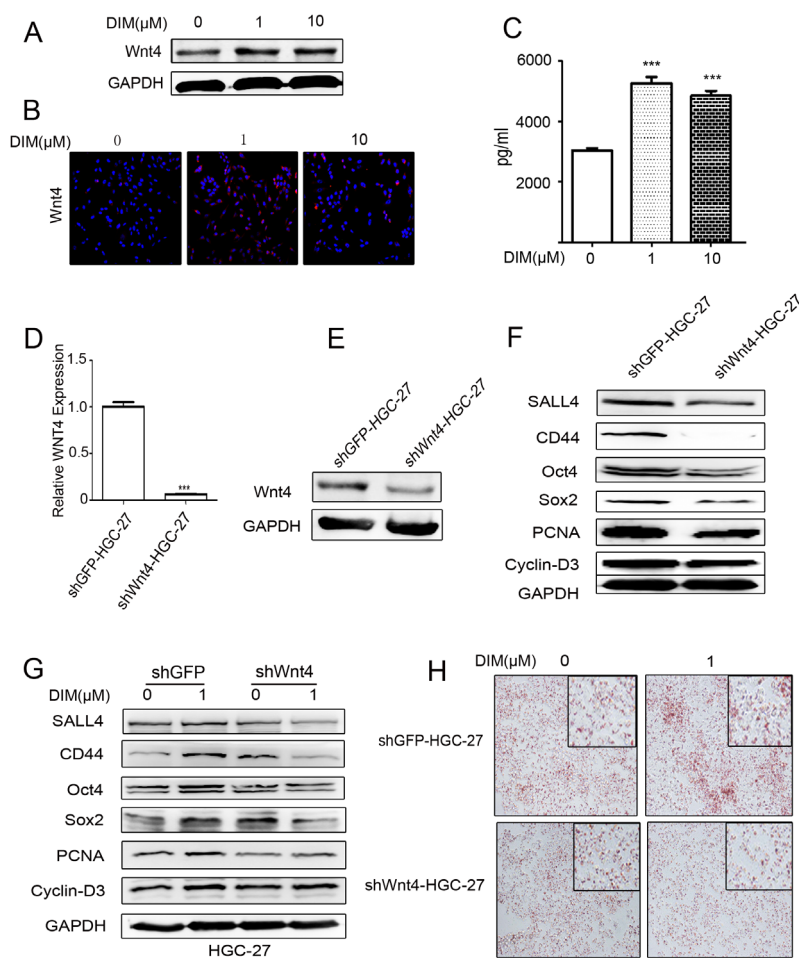 A
DIM(µM) 0 1 10
Wnt4
GAPDH
B
DIM(µM) 0 1 10
Wnt4
C
6000
4000
2000
pg/ml
*** ***
DIM(µM) 0 1 10
D
Relative WNT4 Expression
1.5
1.0
0.5
0
***
shGFP-HGC-27
shWnt4-HGC-27
E
shGFP-HGC-27
shWnt4-HGC-27
Wnt4
GAPDH
F
shGFP-HGC-27
shWnt4-HGC-27
SALL4
CD44
Oct4
Sox2
PCNA
Cyclin-D3
GAPDH
G
shGFP shWnt4
DIM(µM) 0 1 0 1
SALL4
CD44
Oct4
Sox2
PCNA
Cyclin-D3
GAPDH
HGC-27
H
DIM(µM) 0 1
shGFP-HGC-27
shWnt4-HGC-27